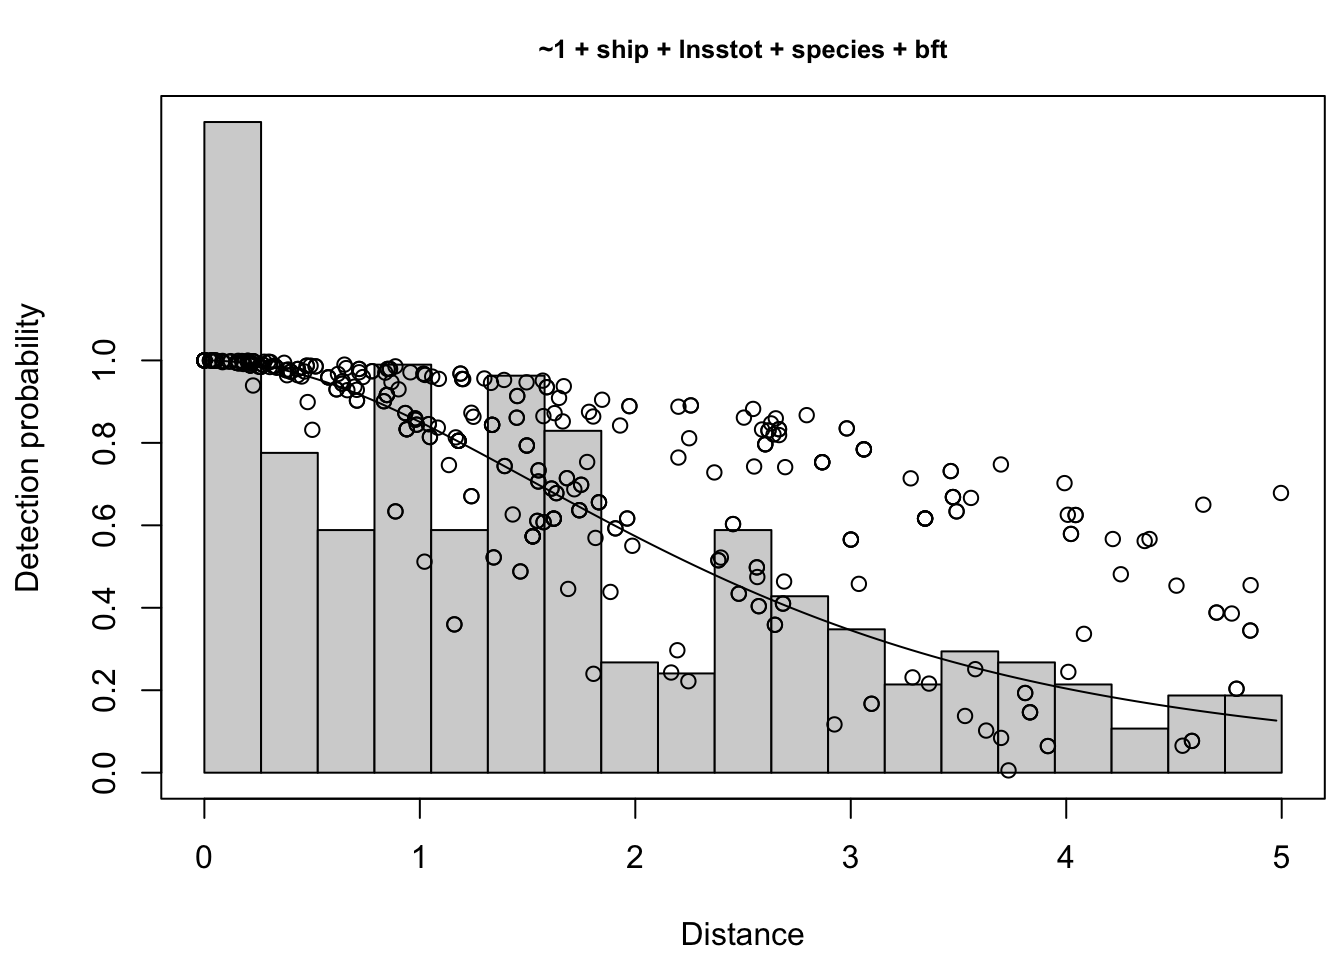 ~1 + ship + lnsstot + species + bft
Detection probability
1.0
0.8
0.6
0.4
0.2
0.0
0 1 2 3 4 5
Distance